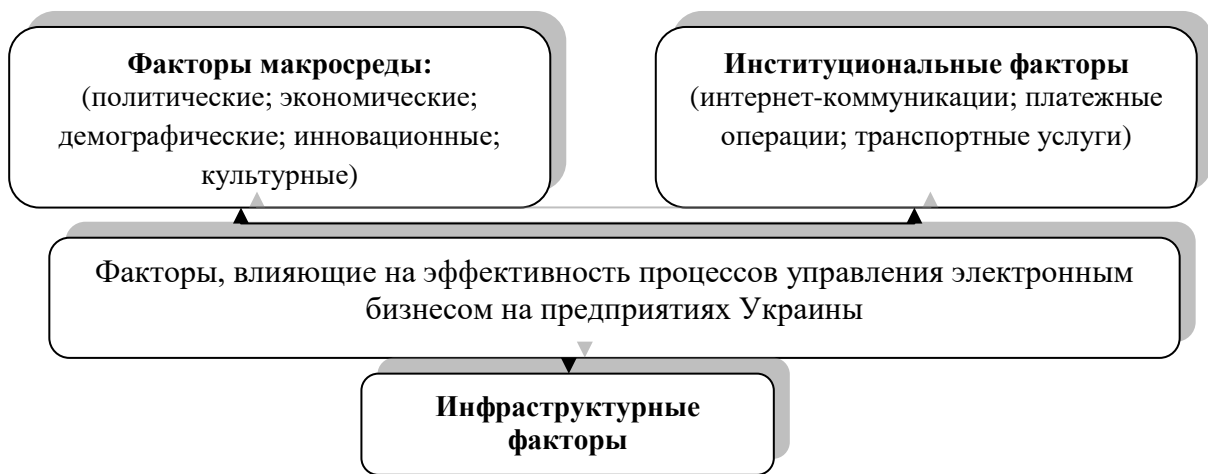 Факторы макросреды:
(политические; экономические;
демографические; инновационные;
культурные)
Институциональные факторы
(интернет-коммуникации; платежные
операции; транспортные услуги)
Факторы, влияющие на эффективность процессов управления электронным
бизнесом на предприятиях Украины
Инфраструктурные
факторы